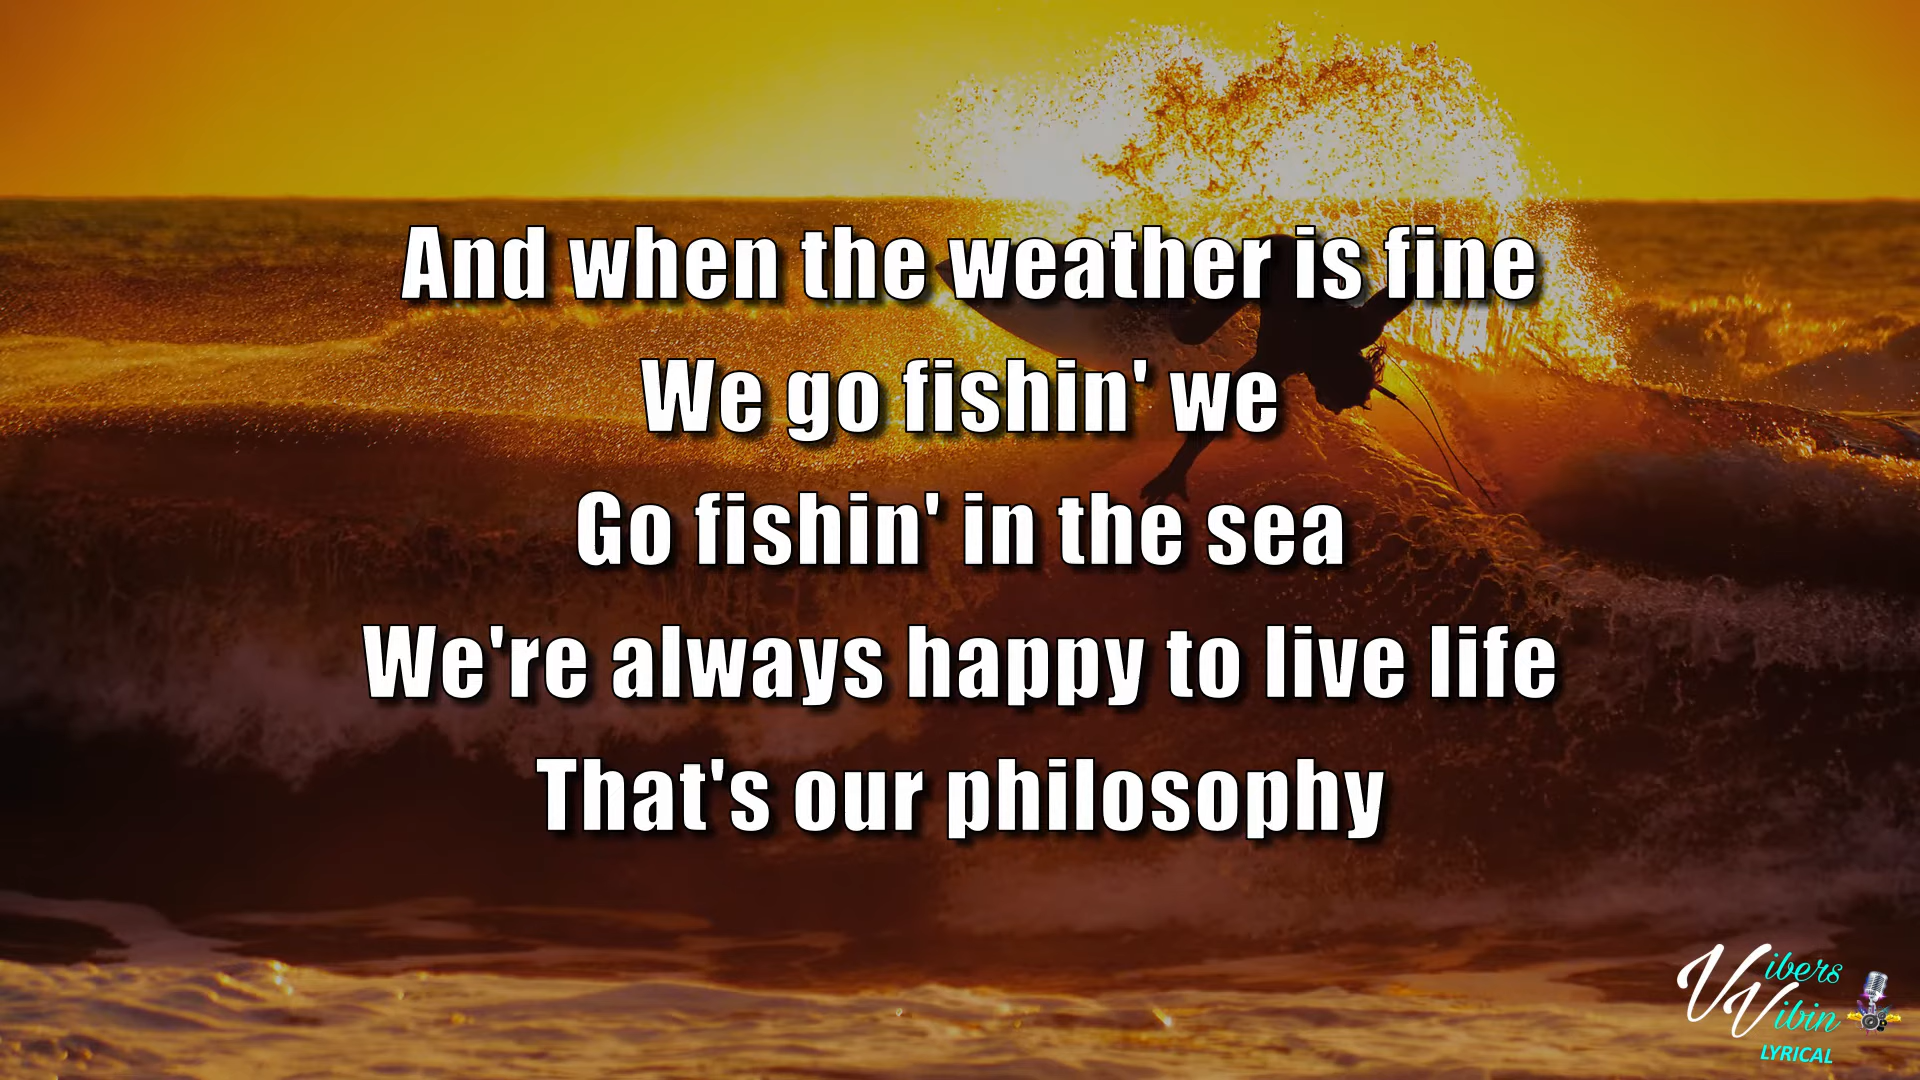 And when the weather is fine
We go fishin' we
Go fishin' in the sea
We're always happy to live life
That's our philosophy
Vibers
Vibin
LYRICAL